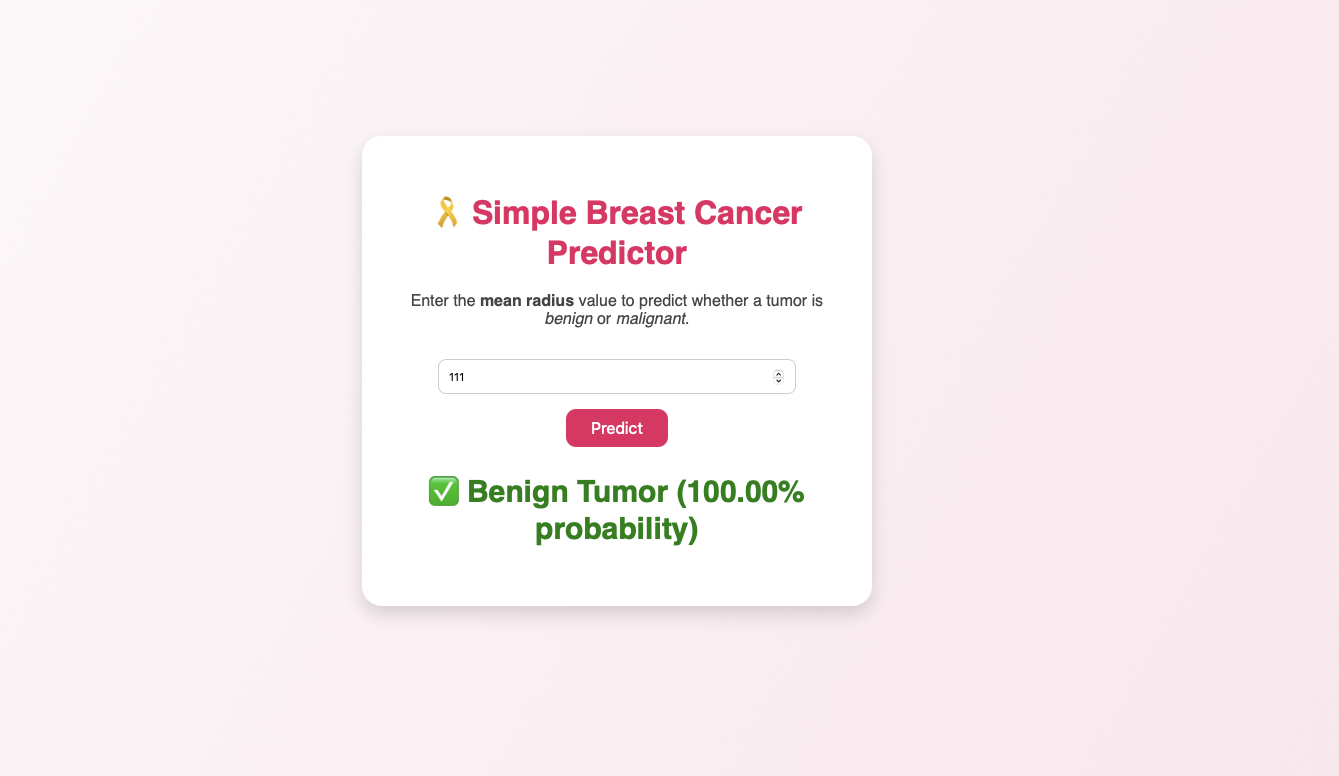 🎗️ Simple Breast Cancer
Predictor
Enter the mean radius value to predict whether a tumor is
benign or malignant.
111
Predict
✅ Benign Tumor (100.00%
probability)